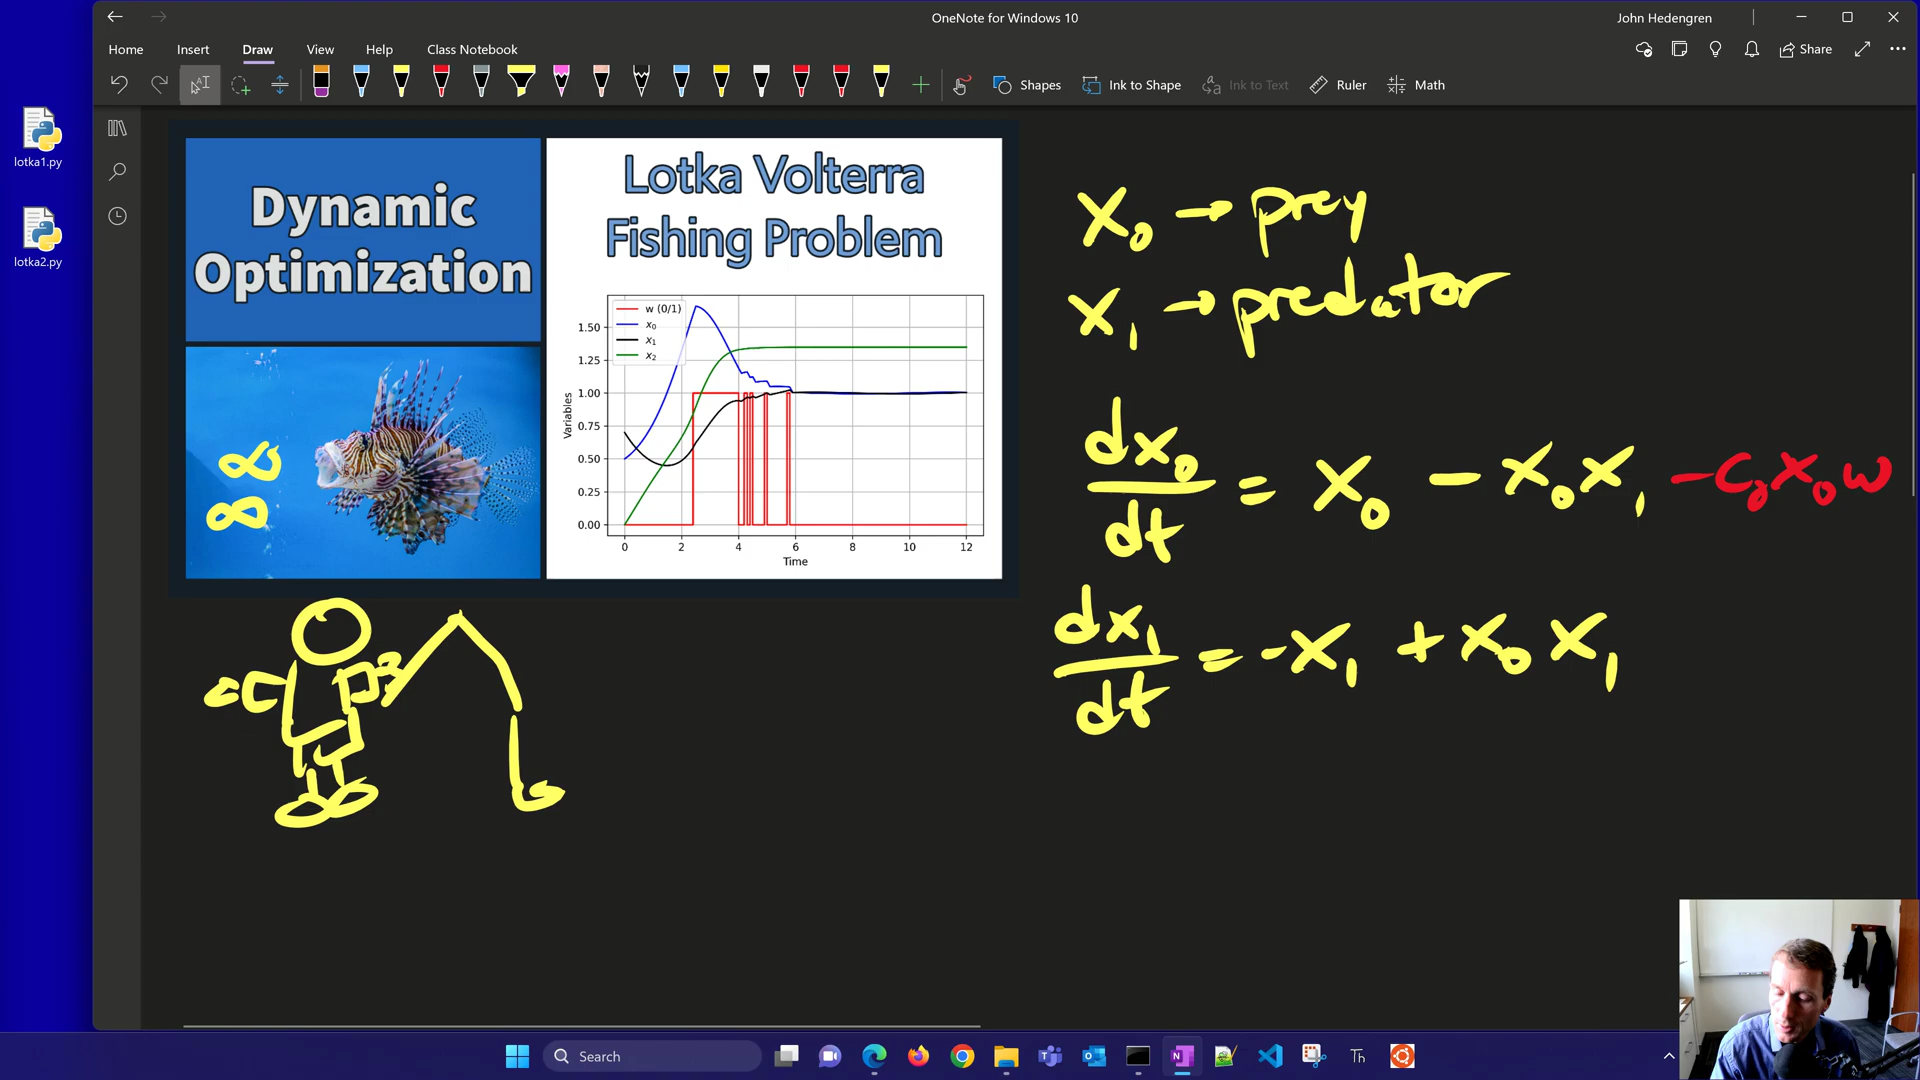 OneNote for Windows 10
John Hedengren
Home Insert Draw View Help Class Notebook
Share
Shapes
Ink to Shape
Ink to Text
Ruler
Math
lotka1.py
lotka2.py
Dynamic
Optimization
Lotka Volterra
Fishing Problem
w (0/1)
x0
x1
x2
1.50
1.25
1.00
0.75
0.50
0.25
0.00
Variables
0 2 4 6 8 10 12
Time
x0 → prey
x1 → predator
dx0/dt = x0 - x0x1 - c0x0w
dx1/dt = -x1 + x0x1
Search
Th